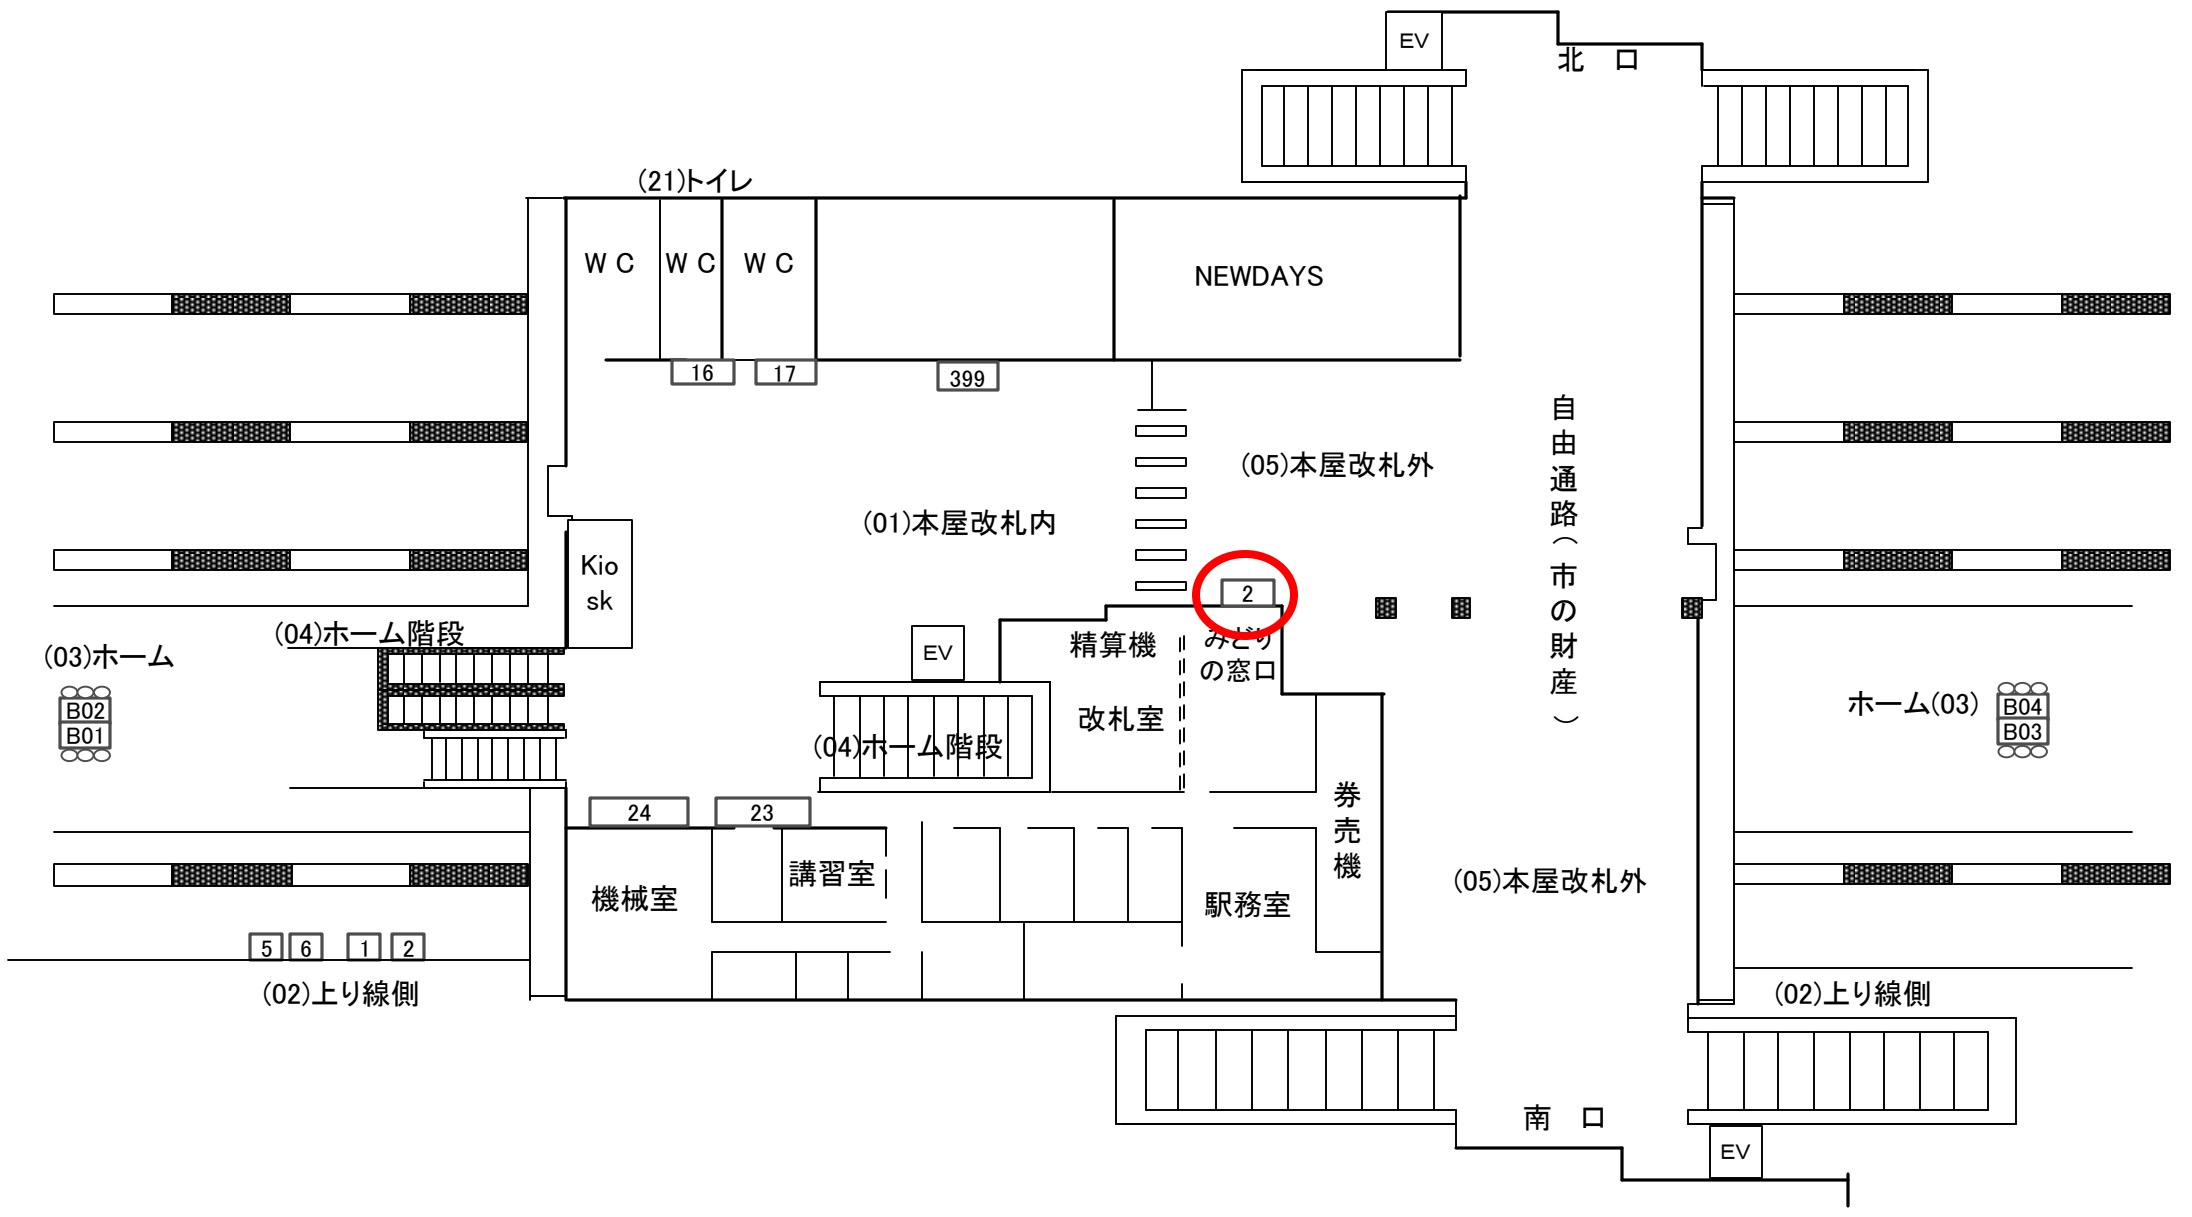 EV
北 口
(21)トイレ
W C
W C
W C
NEWDAYS
16
17
399
自由通路(市の財産)
(05)本屋改札外
(01)本屋改札内
Kio
sk
2
(04)ホーム階段
(03)ホーム
EV
精算機
みどり
の窓口
B02
B01
改札室
ホーム(03)
B04
B03
(04)ホーム階段
24
23
券売機
機械室
講習室
駅務室
(05)本屋改札外
5
6
1
2
(02)上り線側
(02)上り線側
南 口
EV